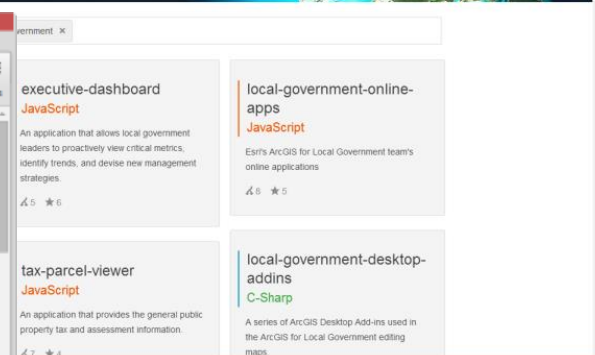 vernment ×
executive-dashboard
JavaScript
An application that allows local government
leaders to proactively view critical metrics,
identify trends, and devise new management
strategies.
5 ★ 6
local-government-online-
apps
JavaScript
Esri's ArcGIS for Local Government team's
online applications
8 ★ 5
tax-parcel-viewer
JavaScript
An application that provides the general public
property tax and assessment information.
7 ★ 4
local-government-desktop-
addins
C-Sharp
A series of ArcGIS Desktop Add-ins used in
the ArcGIS for Local Government editing
maps.